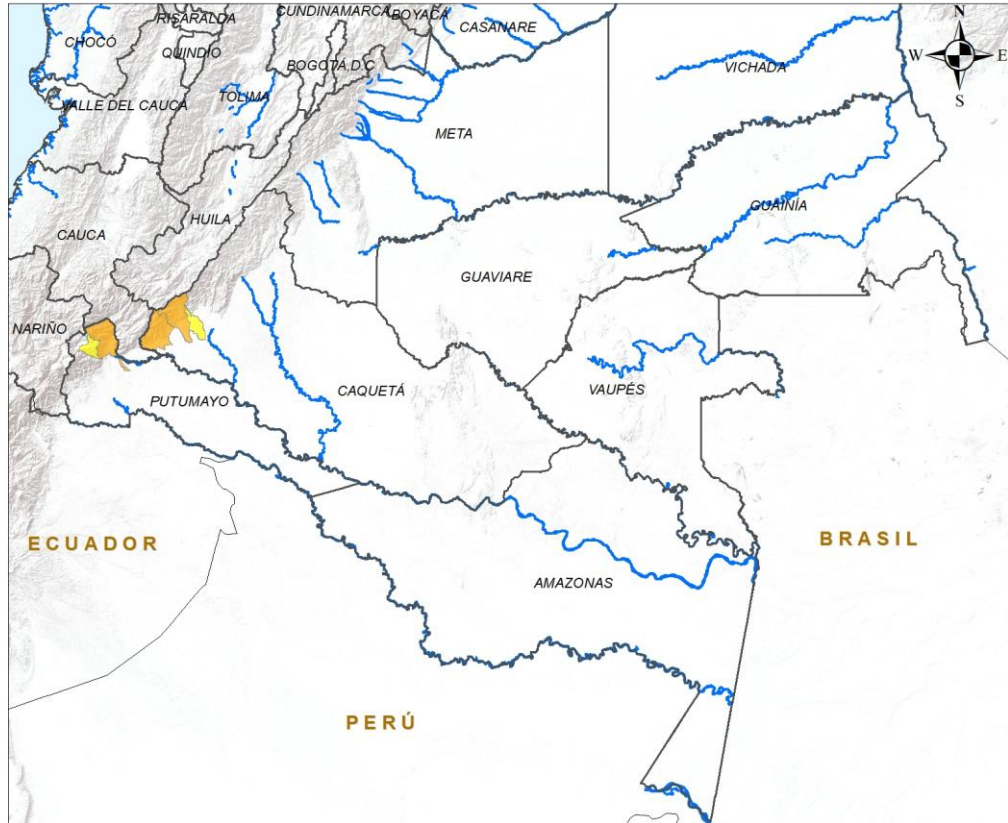 CUNDINAMARCA
BOYACÁ
RISARALDA
CASANARE
N
CHOCÓ
QUINDÍO
BOGOTÁ D.C
W
E
VICHADA
S
VALLE DEL CAUCA
TOLIMA
META
GUAINÍA
HUILA
CAUCA
GUAVIARE
NARIÑO
VAUPÉS
CAQUETÁ
PUTUMAYO
ECUADOR
BRASIL
AMAZONAS
PERÚ